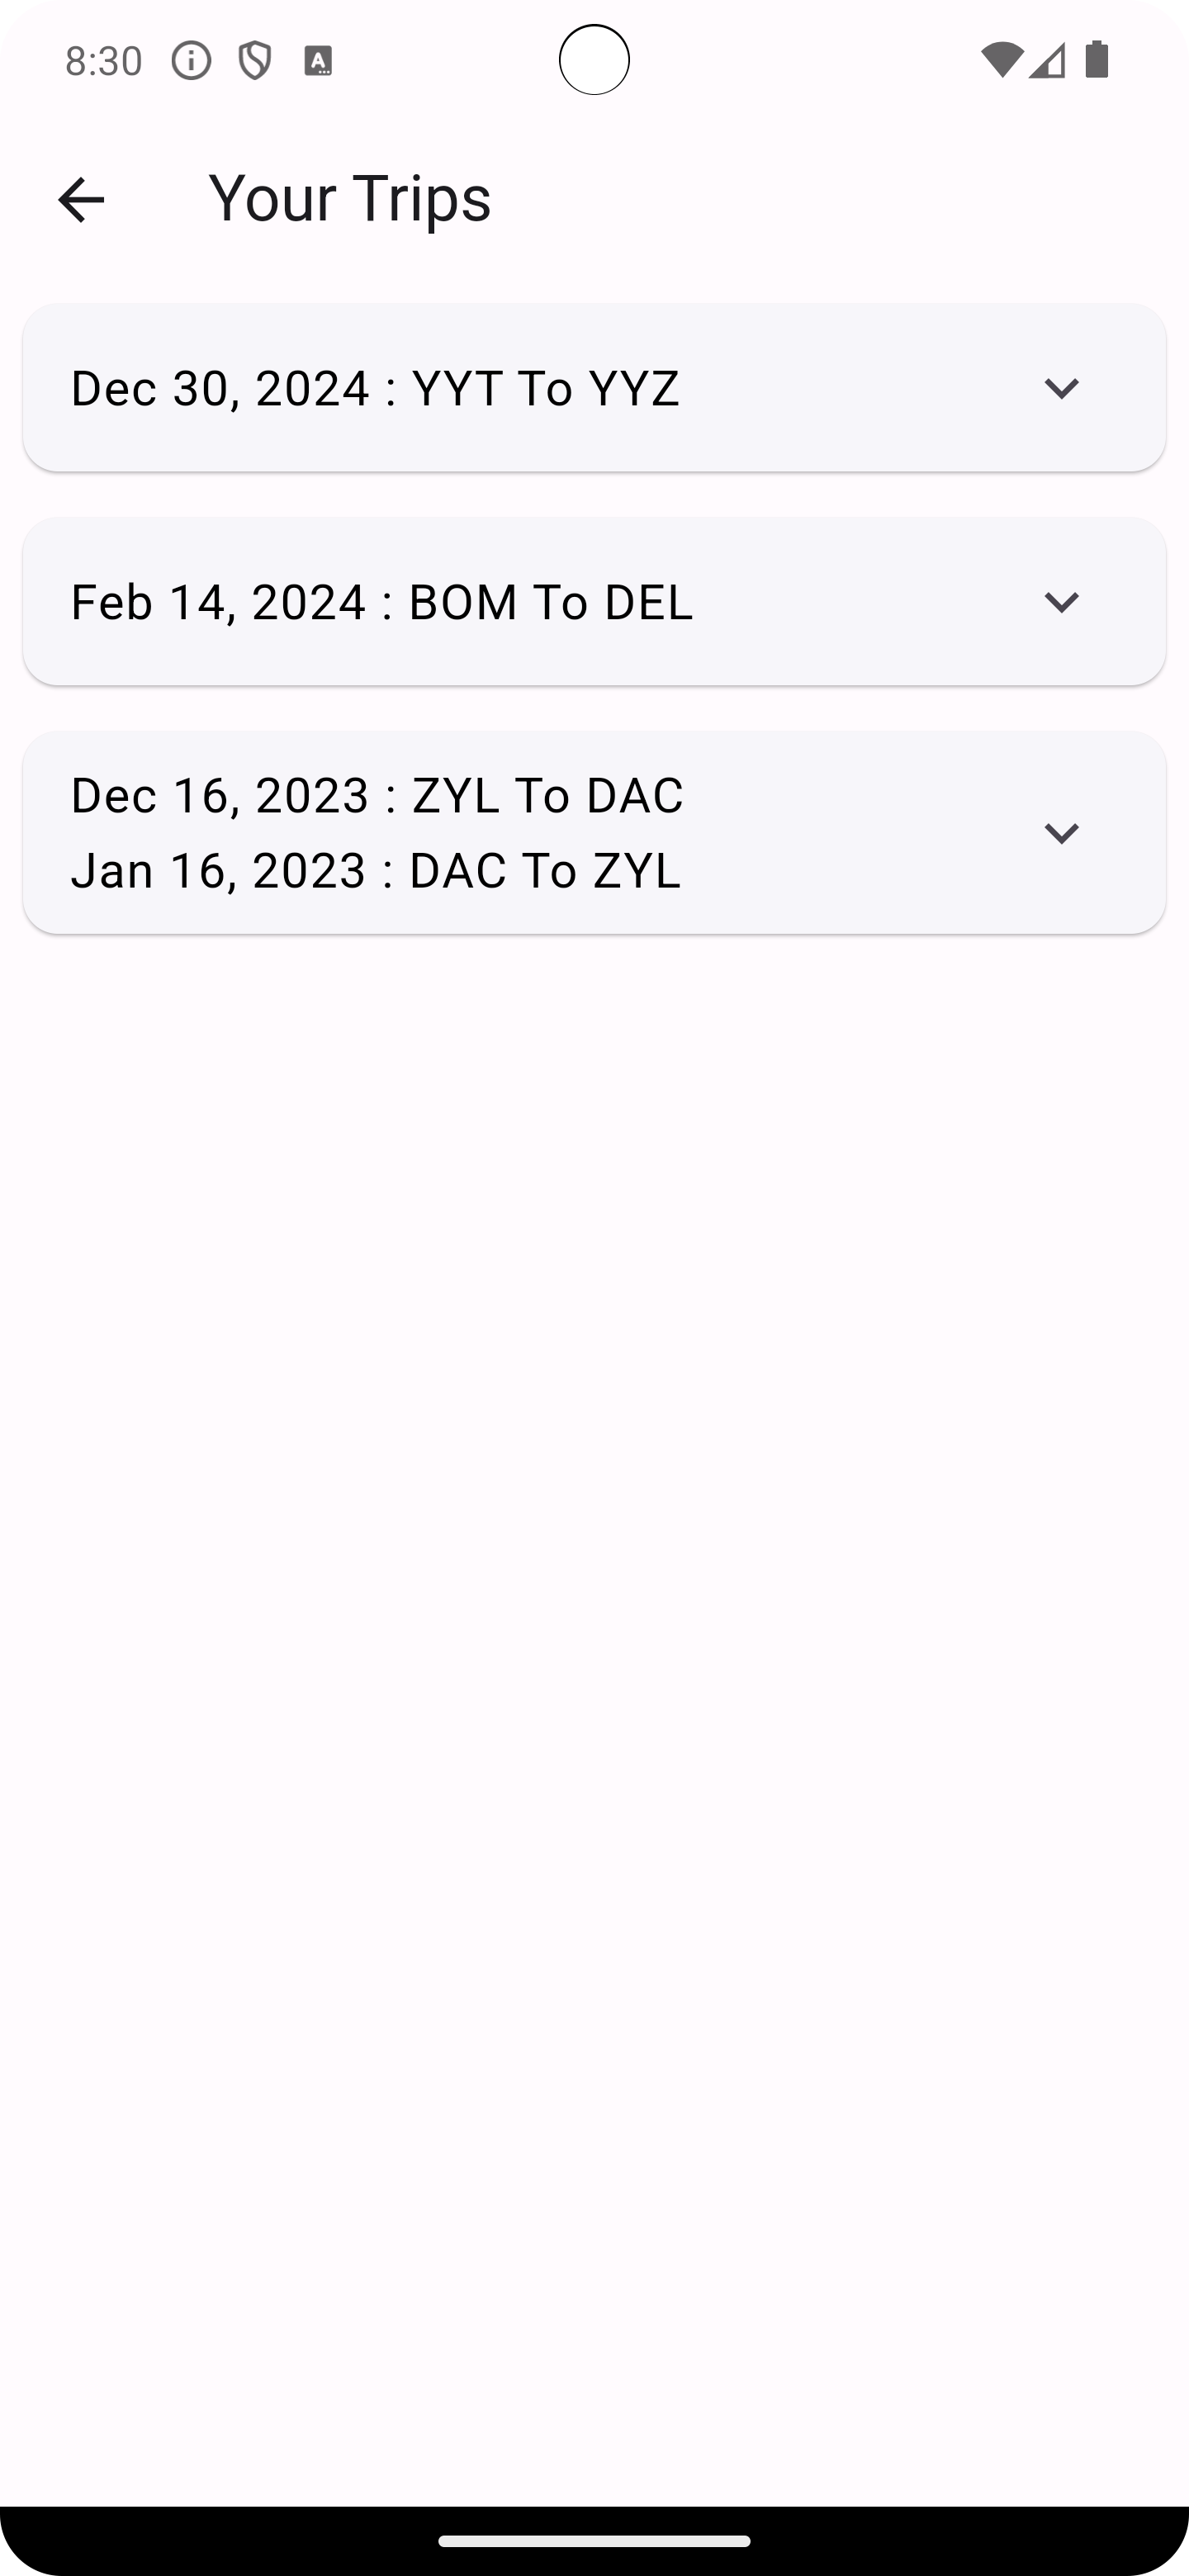 8:30
Your Trips
Dec 30, 2024 : YYT To YYZ
Feb 14, 2024 : BOM To DEL
Dec 16, 2023 : ZYL To DAC
Jan 16, 2023 : DAC To ZYL